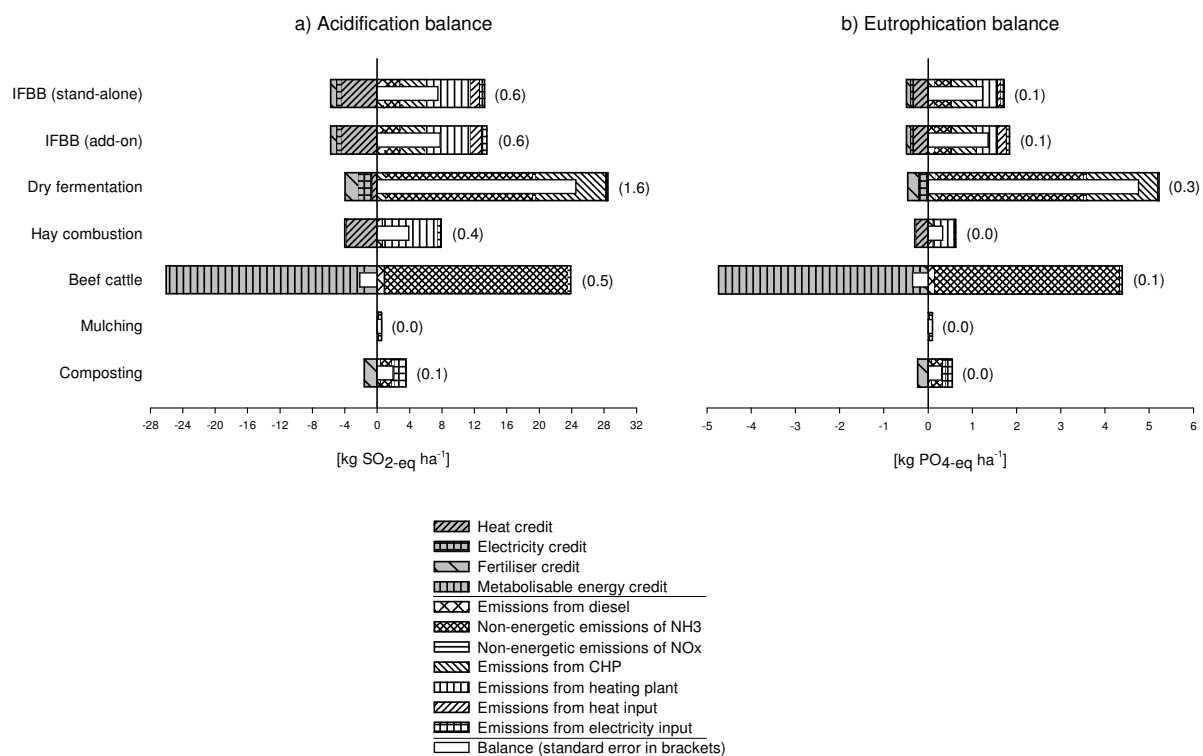 a) Acidification balance
b) Eutrophication balance
IFBB (stand-alone)
(0.6)
(0.1)
IFBB (add-on)
(0.6)
(0.1)
Dry fermentation
(1.6)
(0.3)
Hay combustion
(0.4)
(0.0)
Beef cattle
(0.5)
(0.1)
Mulching
(0.0)
(0.0)
Composting
(0.1)
(0.0)
-28 -24 -20 -16 -12 -8 -4 0 4 8 12 16 20 24 28 32
-5 -4 -3 -2 -1 0 1 2 3 4 5 6
[kg SO2-eq ha-1]
[kg PO4-eq ha-1]
Heat credit
Electricity credit
Fertiliser credit
Metabolisable energy credit
Emissions from diesel
Non-energetic emissions of NH3
Non-energetic emissions of NOx
Emissions from CHP
Emissions from heating plant
Emissions from heat input
Emissions from electricity input
Balance (standard error in brackets)